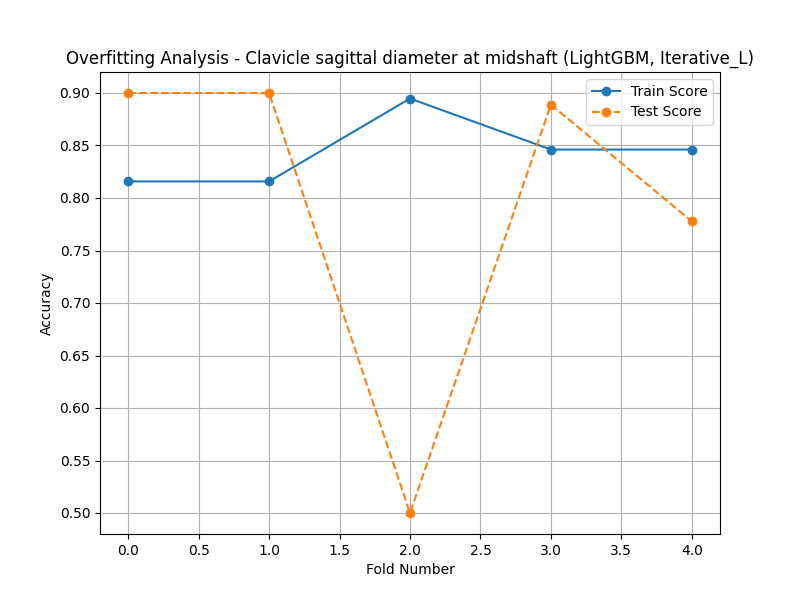 Overfitting Analysis - Clavicle sagittal diameter at midshaft (LightGBM, Iterative_L)
Train Score
Test Score
0.90
0.85
0.80
0.75
0.70
0.65
0.60
0.55
0.50
Accuracy
0.0 0.5 1.0 1.5 2.0 2.5 3.0 3.5 4.0
Fold Number